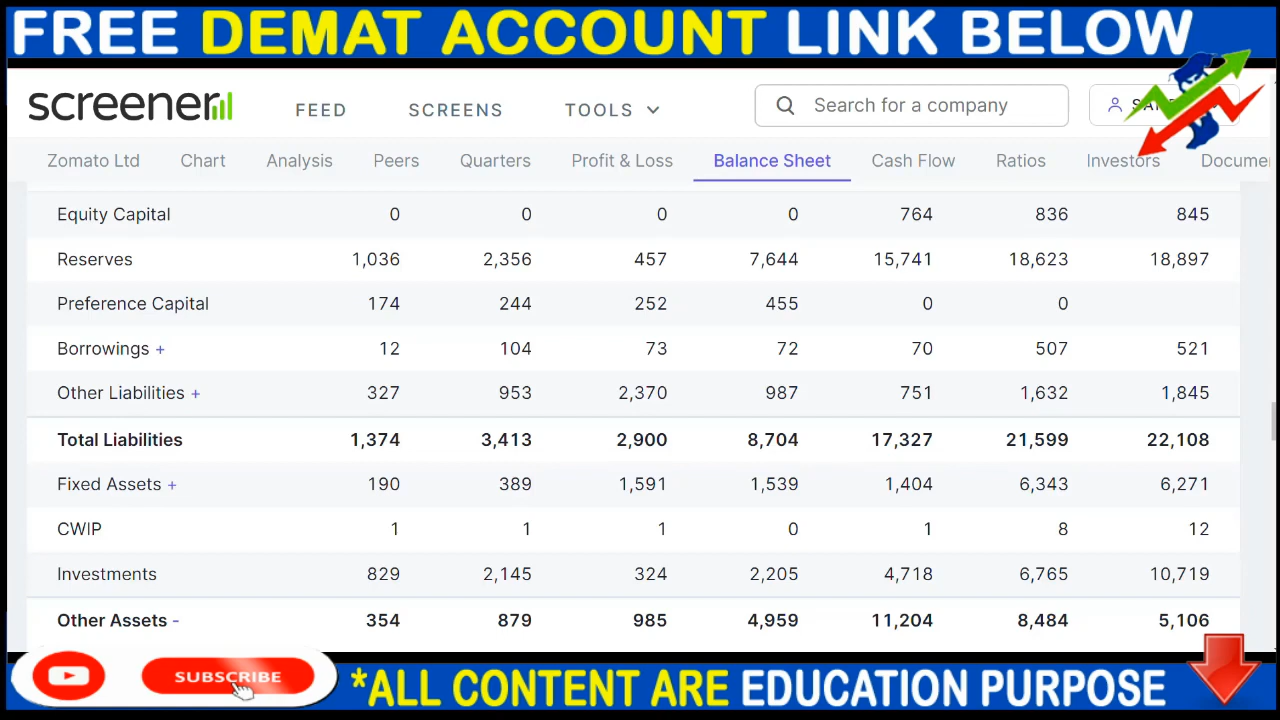 FREE DEMAT ACCOUNT LINK BELOW
screener FEED SCREENS TOOLS Search for a company
Zomato Ltd Chart Analysis Peers Quarters Profit & Loss Balance Sheet Cash Flow Ratios Investors Documen
Equity Capital 0 0 0 0 764 836 845
Reserves 1,036 2,356 457 7,644 15,741 18,623 18,897
Preference Capital 174 244 252 455 0 0
Borrowings + 12 104 73 72 70 507 521
Other Liabilities + 327 953 2,370 987 751 1,632 1,845
Total Liabilities 1,374 3,413 2,900 8,704 17,327 21,599 22,108
Fixed Assets + 190 389 1,591 1,539 1,404 6,343 6,271
CWIP 1 1 1 0 1 8 12
Investments 829 2,145 324 2,205 4,718 6,765 10,719
Other Assets - 354 879 985 4,959 11,204 8,484 5,106
SUBSCRIBE *ALL CONTENT ARE EDUCATION PURPOSE